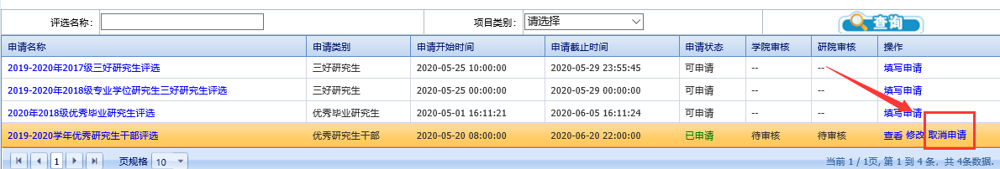 评选名称： 项目类别： 请选择 查询
申请名称 申请类别 申请开始时间 申请截止时间 申请状态 学院审核 研院审核 操作
2019-2020年2017级三好研究生评选 三好研究生 2020-05-25 10:00:00 2020-05-29 23:55:45 可申请 -- -- 填写申请
2019-2020年2018级专业学位研究生三好研究生评选 三好研究生 2020-05-25 00:00:00 2020-05-29 00:00:00 可申请 -- -- 填写申请
2020年2018级优秀毕业研究生评选 优秀毕业研究生 2020-05-01 16:11:21 2020-06-05 16:11:24 可申请 -- -- 填写申请
2019-2020学年优秀研究生干部评选 优秀研究生干部 2020-05-20 08:00:00 2020-06-20 22:00:00 已申请 待审核 待审核 查看 修改 取消申请
1 页规格 10 当前 1 / 1页, 第 1 到 4 条，共 4条数据.